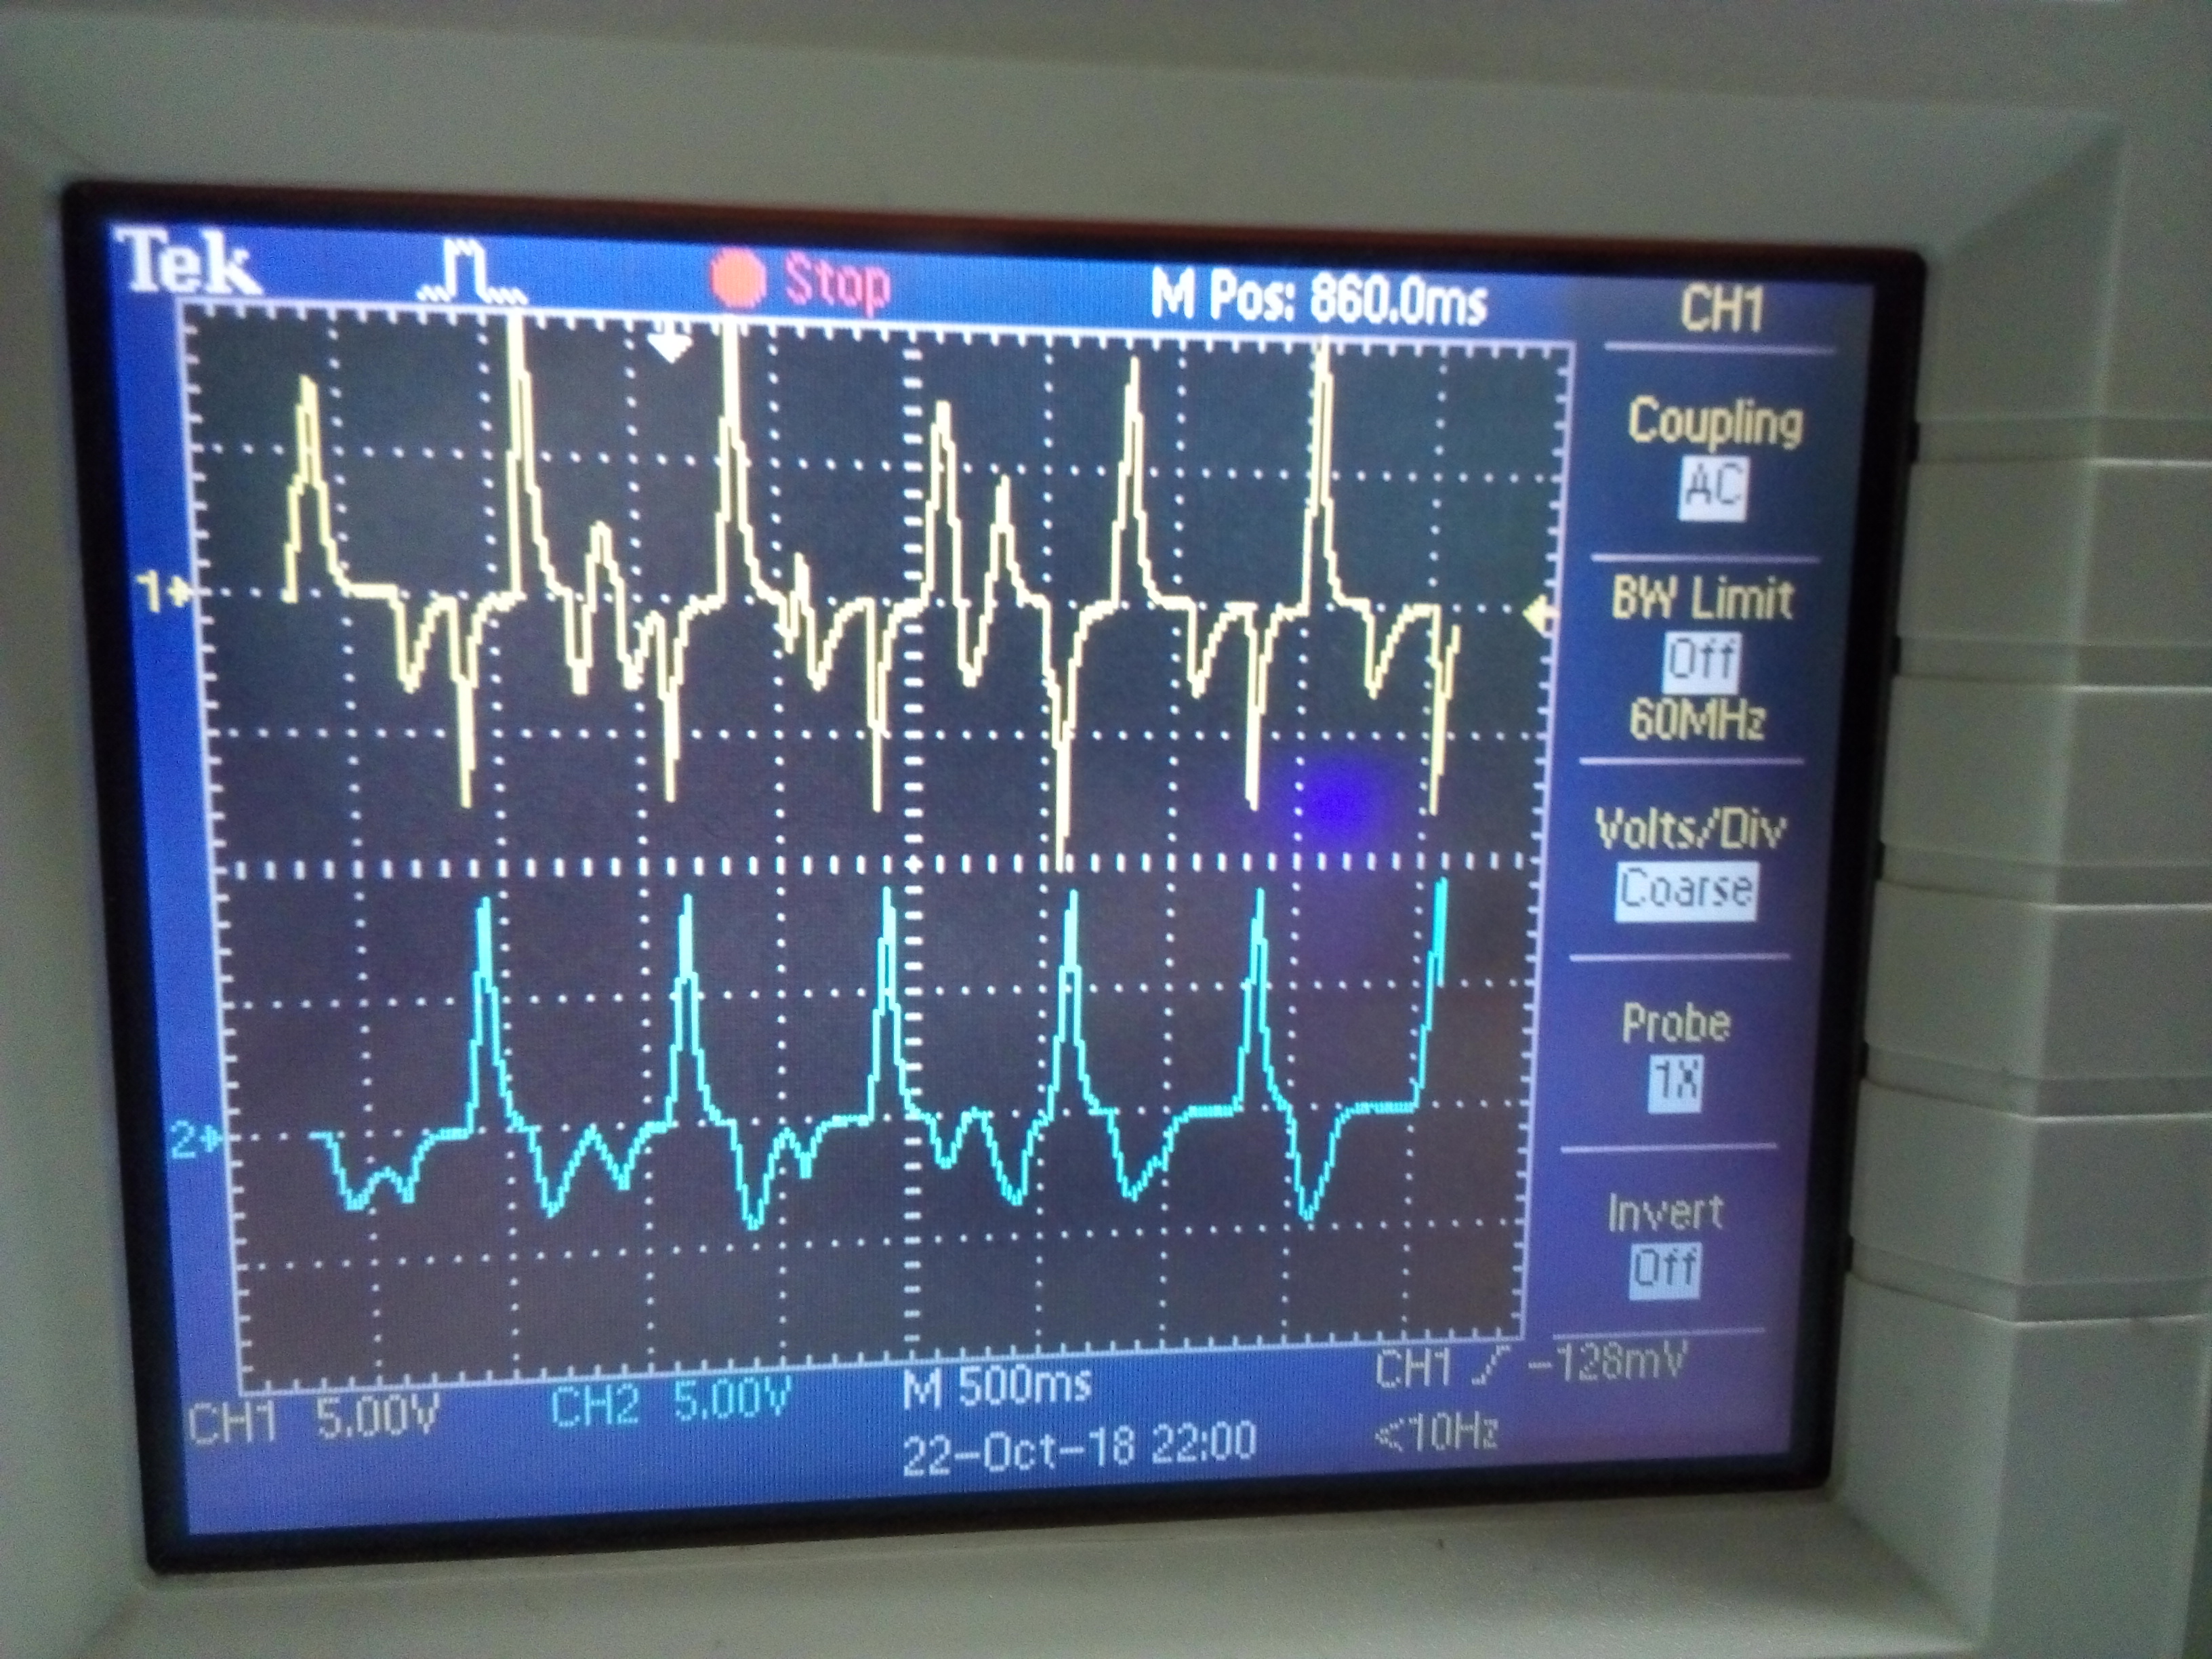 Tek Stop M Pos: 860.0ms CH1
Coupling
AC
BW Limit
Off
60MHz
Volts/Div
Coarse
Probe
1X
Invert
Off
1
2
CH1 5.00V CH2 5.00V M 500ms CH1 -128mV
22-Oct-18 22:00 <10Hz